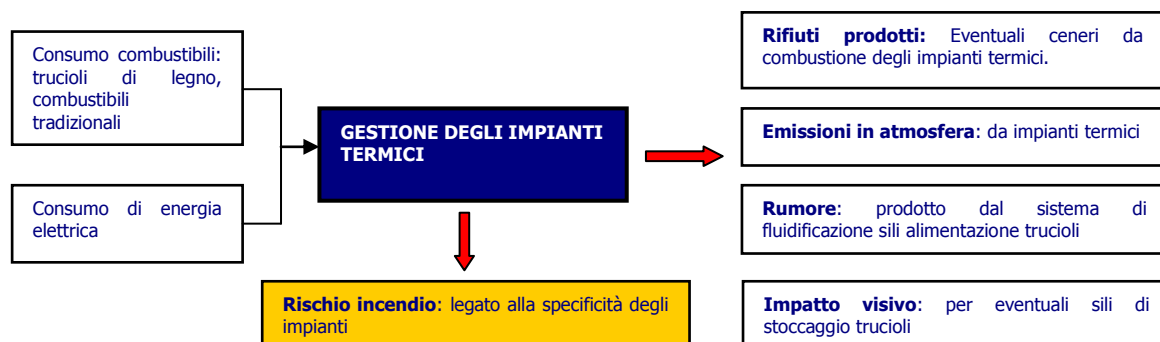 Consumo combustibili:
trucioli di legno,
combustibili
tradizionali
Consumo di energia
elettrica
GESTIONE DEGLI IMPIANTI
TERMICI
Rischio incendio: legato alla specificità degli
impianti
Rifiuti prodotti: Eventuali ceneri da
combustione degli impianti termici.
Emissioni in atmosfera: da impianti termici
Rumore: prodotto dal sistema di
fluidificazione sili alimentazione trucioli
Impatto visivo: per eventuali sili di
stoccaggio trucioli